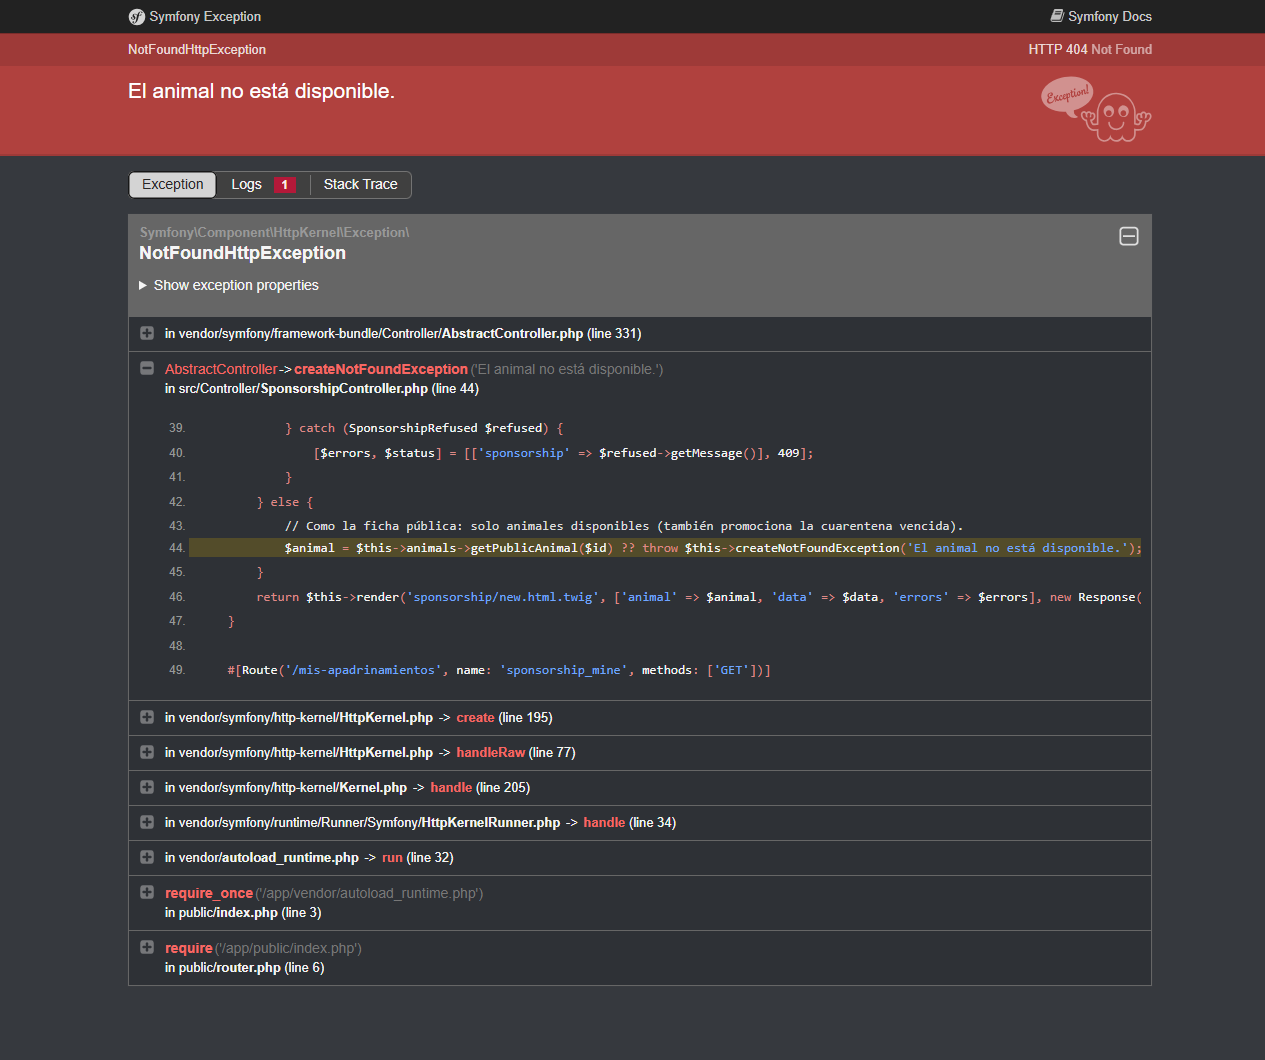 Symfony Exception
Symfony Docs
NotFoundHttpException
HTTP 404 Not Found
El animal no está disponible.
Exception!
Exception
Logs 1
Stack Trace
Symfony\Component\HttpKernel\Exception\
NotFoundHttpException
Show exception properties
in vendor/symfony/framework-bundle/Controller/AbstractController.php (line 331)
AbstractController->createNotFoundException('El animal no está disponible.')
in src/Controller/SponsorshipController.php (line 44)
39. } catch (SponsorshipRefused $refused) {
40. [$errors, $status] = [['sponsorship' => $refused->getMessage()], 409];
41. }
42. } else {
43. // Como la ficha pública: solo animales disponibles (también promociona la cuarentena vencida).
44. $animal = $this->animals->getPublicAnimal($id) ?? throw $this->createNotFoundException('El animal no está disponible.');
45. }
46. return $this->render('sponsorship/new.html.twig', ['animal' => $animal, 'data' => $data, 'errors' => $errors], new Response(
47. }
48.
49. #[Route('/mis-apadrinamientos', name: 'sponsorship_mine', methods: ['GET'])]
in vendor/symfony/http-kernel/HttpKernel.php -> create (line 195)
in vendor/symfony/http-kernel/HttpKernel.php -> handleRaw (line 77)
in vendor/symfony/http-kernel/Kernel.php -> handle (line 205)
in vendor/symfony/runtime/Runner/Symfony/HttpKernelRunner.php -> handle (line 34)
in vendor/autoload_runtime.php -> run (line 32)
require_once('/app/vendor/autoload_runtime.php')
in public/index.php (line 3)
require('/app/public/index.php')
in public/router.php (line 6)